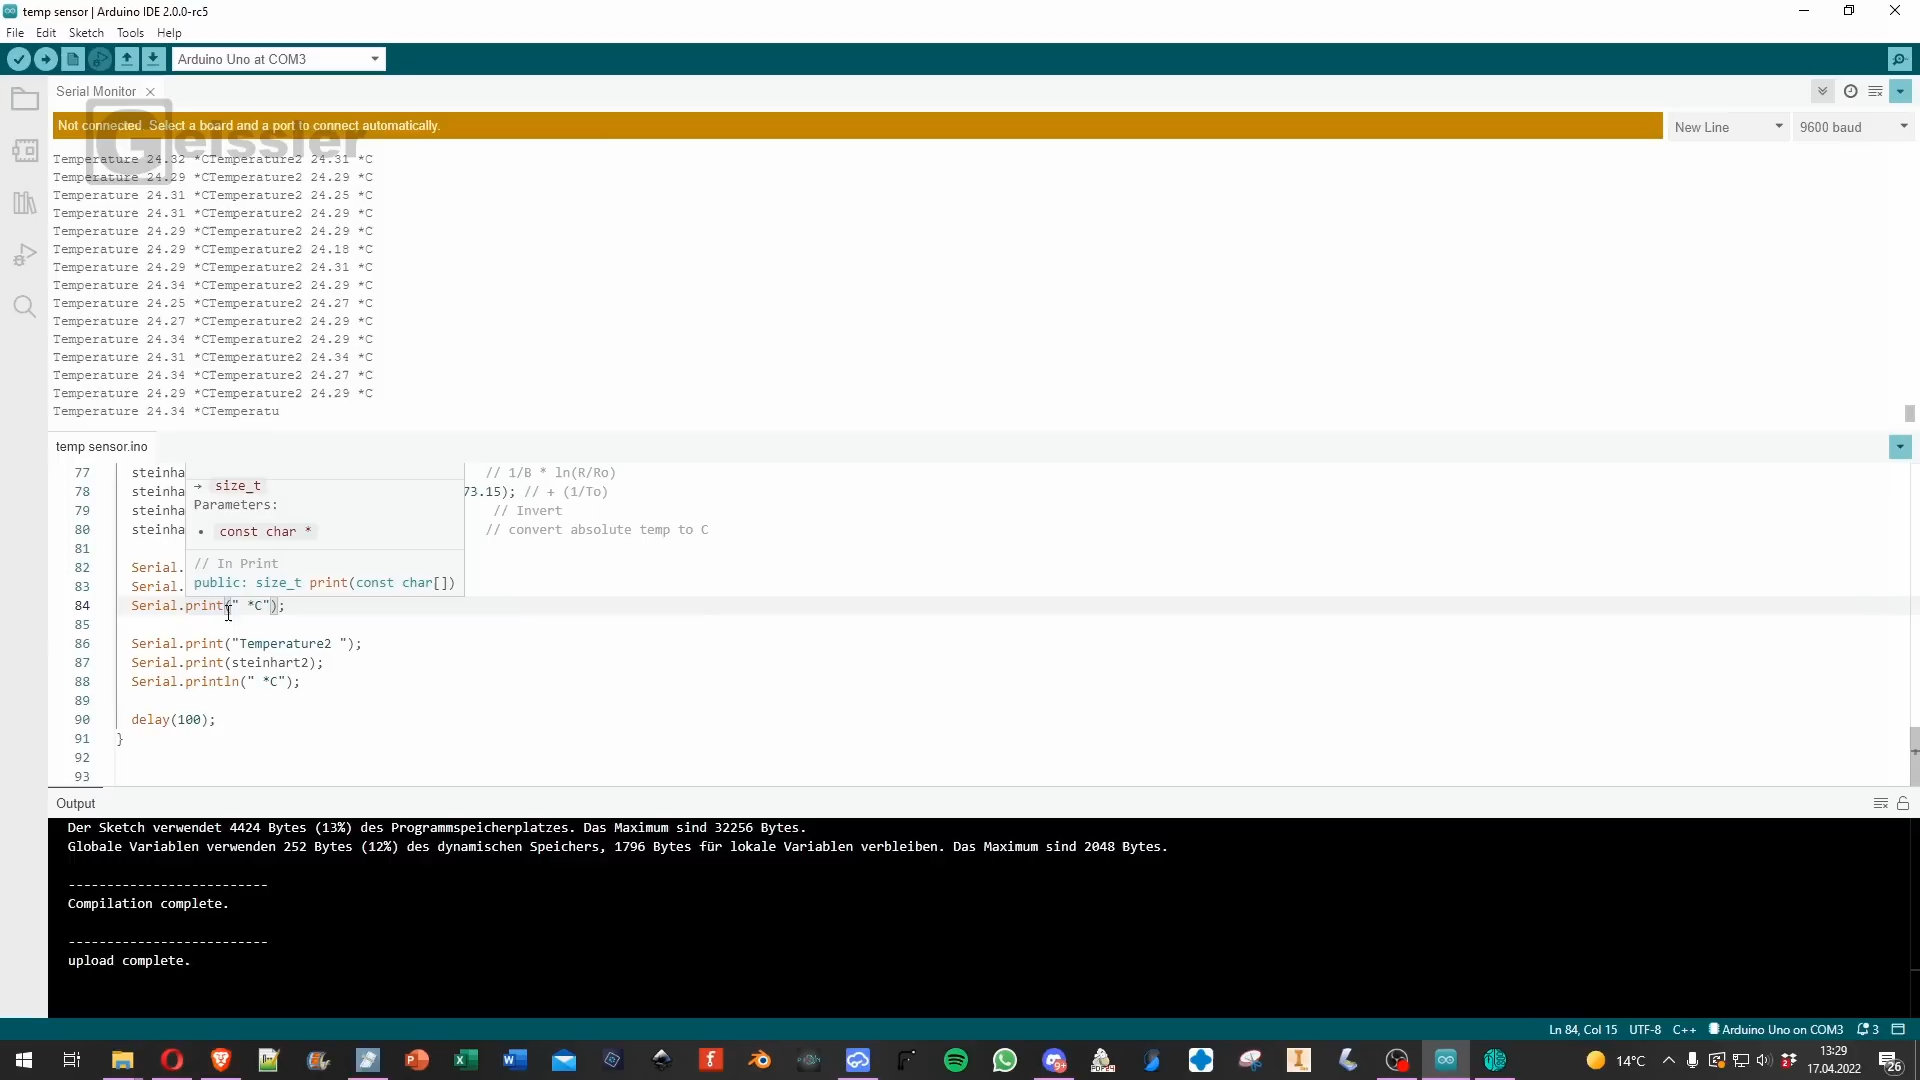 temp sensor | Arduino IDE 2.0.0-rc5
File Edit Sketch Tools Help
Arduino Uno at COM3
Serial Monitor
Geissler
Not connected. Select a board and a port to connect automatically.
New Line
9600 baud
Temperature 24.32 *CTemperature2 24.31 *C
Temperature 24.29 *CTemperature2 24.29 *C
Temperature 24.31 *CTemperature2 24.25 *C
Temperature 24.31 *CTemperature2 24.29 *C
Temperature 24.29 *CTemperature2 24.29 *C
Temperature 24.29 *CTemperature2 24.18 *C
Temperature 24.29 *CTemperature2 24.31 *C
Temperature 24.34 *CTemperature2 24.29 *C
Temperature 24.25 *CTemperature2 24.27 *C
Temperature 24.27 *CTemperature2 24.29 *C
Temperature 24.34 *CTemperature2 24.29 *C
Temperature 24.31 *CTemperature2 24.34 *C
Temperature 24.34 *CTemperature2 24.27 *C
Temperature 24.29 *CTemperature2 24.29 *C
Temperature 24.34 *CTemperatu
temp sensor.ino
77 steinha // 1/B * ln(R/Ro)
78 steinha 73.15); // + (1/To)
79 steinha // Invert
80 steinha // convert absolute temp to C
→ size_t
Parameters:
• const char *
// In Print
public: size_t print(const char[])
81
82 Serial.
83 Serial.
84 Serial.print(" *C");
85
86 Serial.print("Temperature2 ");
87 Serial.print(steinhart2);
88 Serial.println(" *C");
89
90 delay(100);
91 }
92
93
Output
Der Sketch verwendet 4424 Bytes (13%) des Programmspeicherplatzes. Das Maximum sind 32256 Bytes.
Globale Variablen verwenden 252 Bytes (12%) des dynamischen Speichers, 1796 Bytes für lokale Variablen verbleiben. Das Maximum sind 2048 Bytes.
--------------------------
Compilation complete.
--------------------------
upload complete.
Ln 84, Col 15 UTF-8 C++ Arduino Uno on COM3 3
14°C
13:29
17.04.2022
26